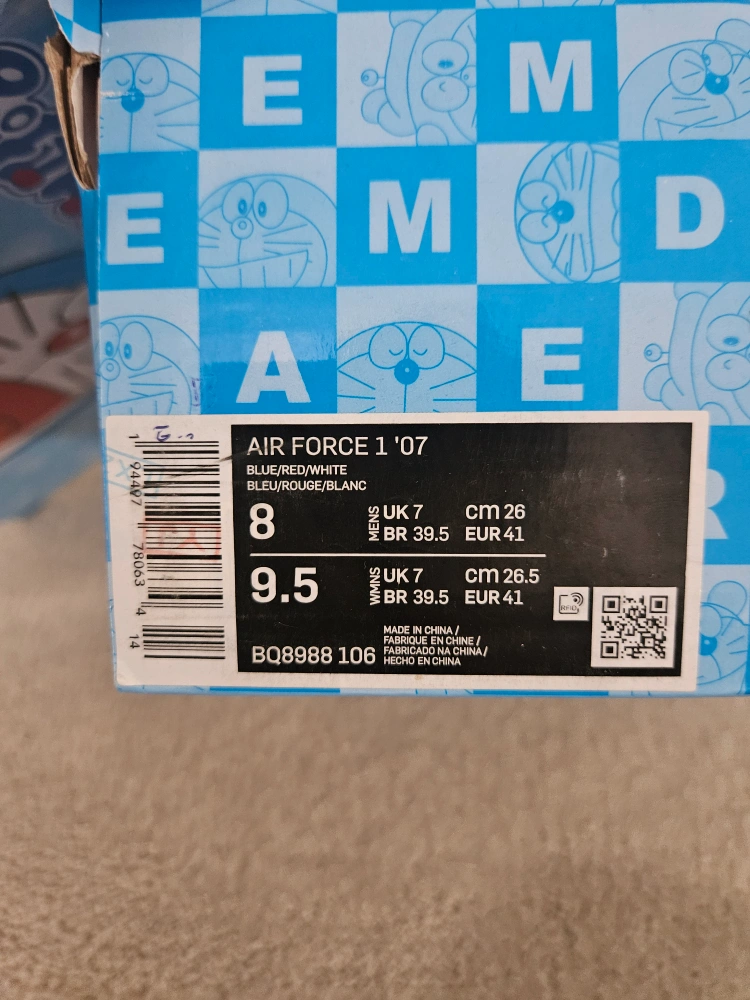 E M
E M D
A E
R
AIR FORCE 1 '07
BLUE/RED/WHITE
BLEU/ROUGE/BLANC
8 MENS UK 7 cm 26
BR 39.5 EUR 41
9.5 WMNS UK 7 cm 26.5
BR 39.5 EUR 41
RFID
BQ8988 106
MADE IN CHINA /
FABRIQUE EN CHINE /
FABRICADO NA CHINA /
HECHO EN CHINA
1 94497 78063 4 14